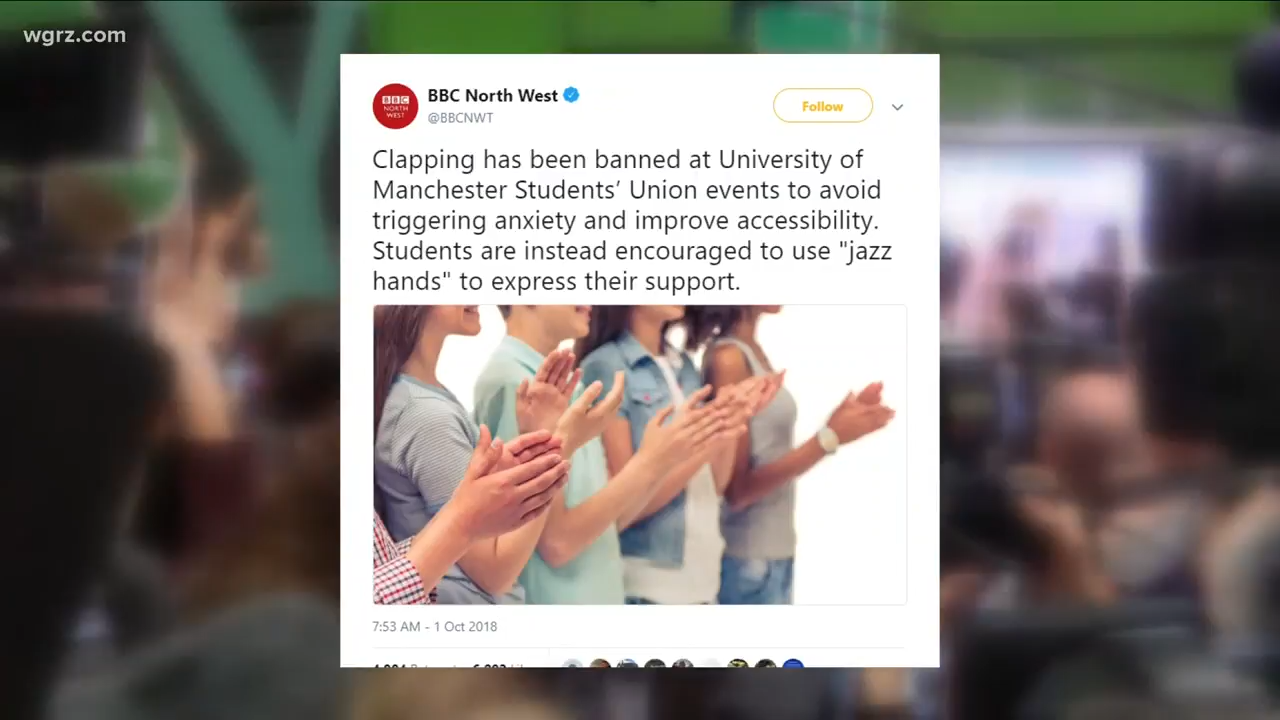 wgrz.com
BBC North West
BBC
NORTH
WEST
@BBCNWT
Follow
Clapping has been banned at University of
Manchester Students’ Union events to avoid
triggering anxiety and improve accessibility.
Students are instead encouraged to use "jazz
hands" to express their support.
7:53 AM - 1 Oct 2018